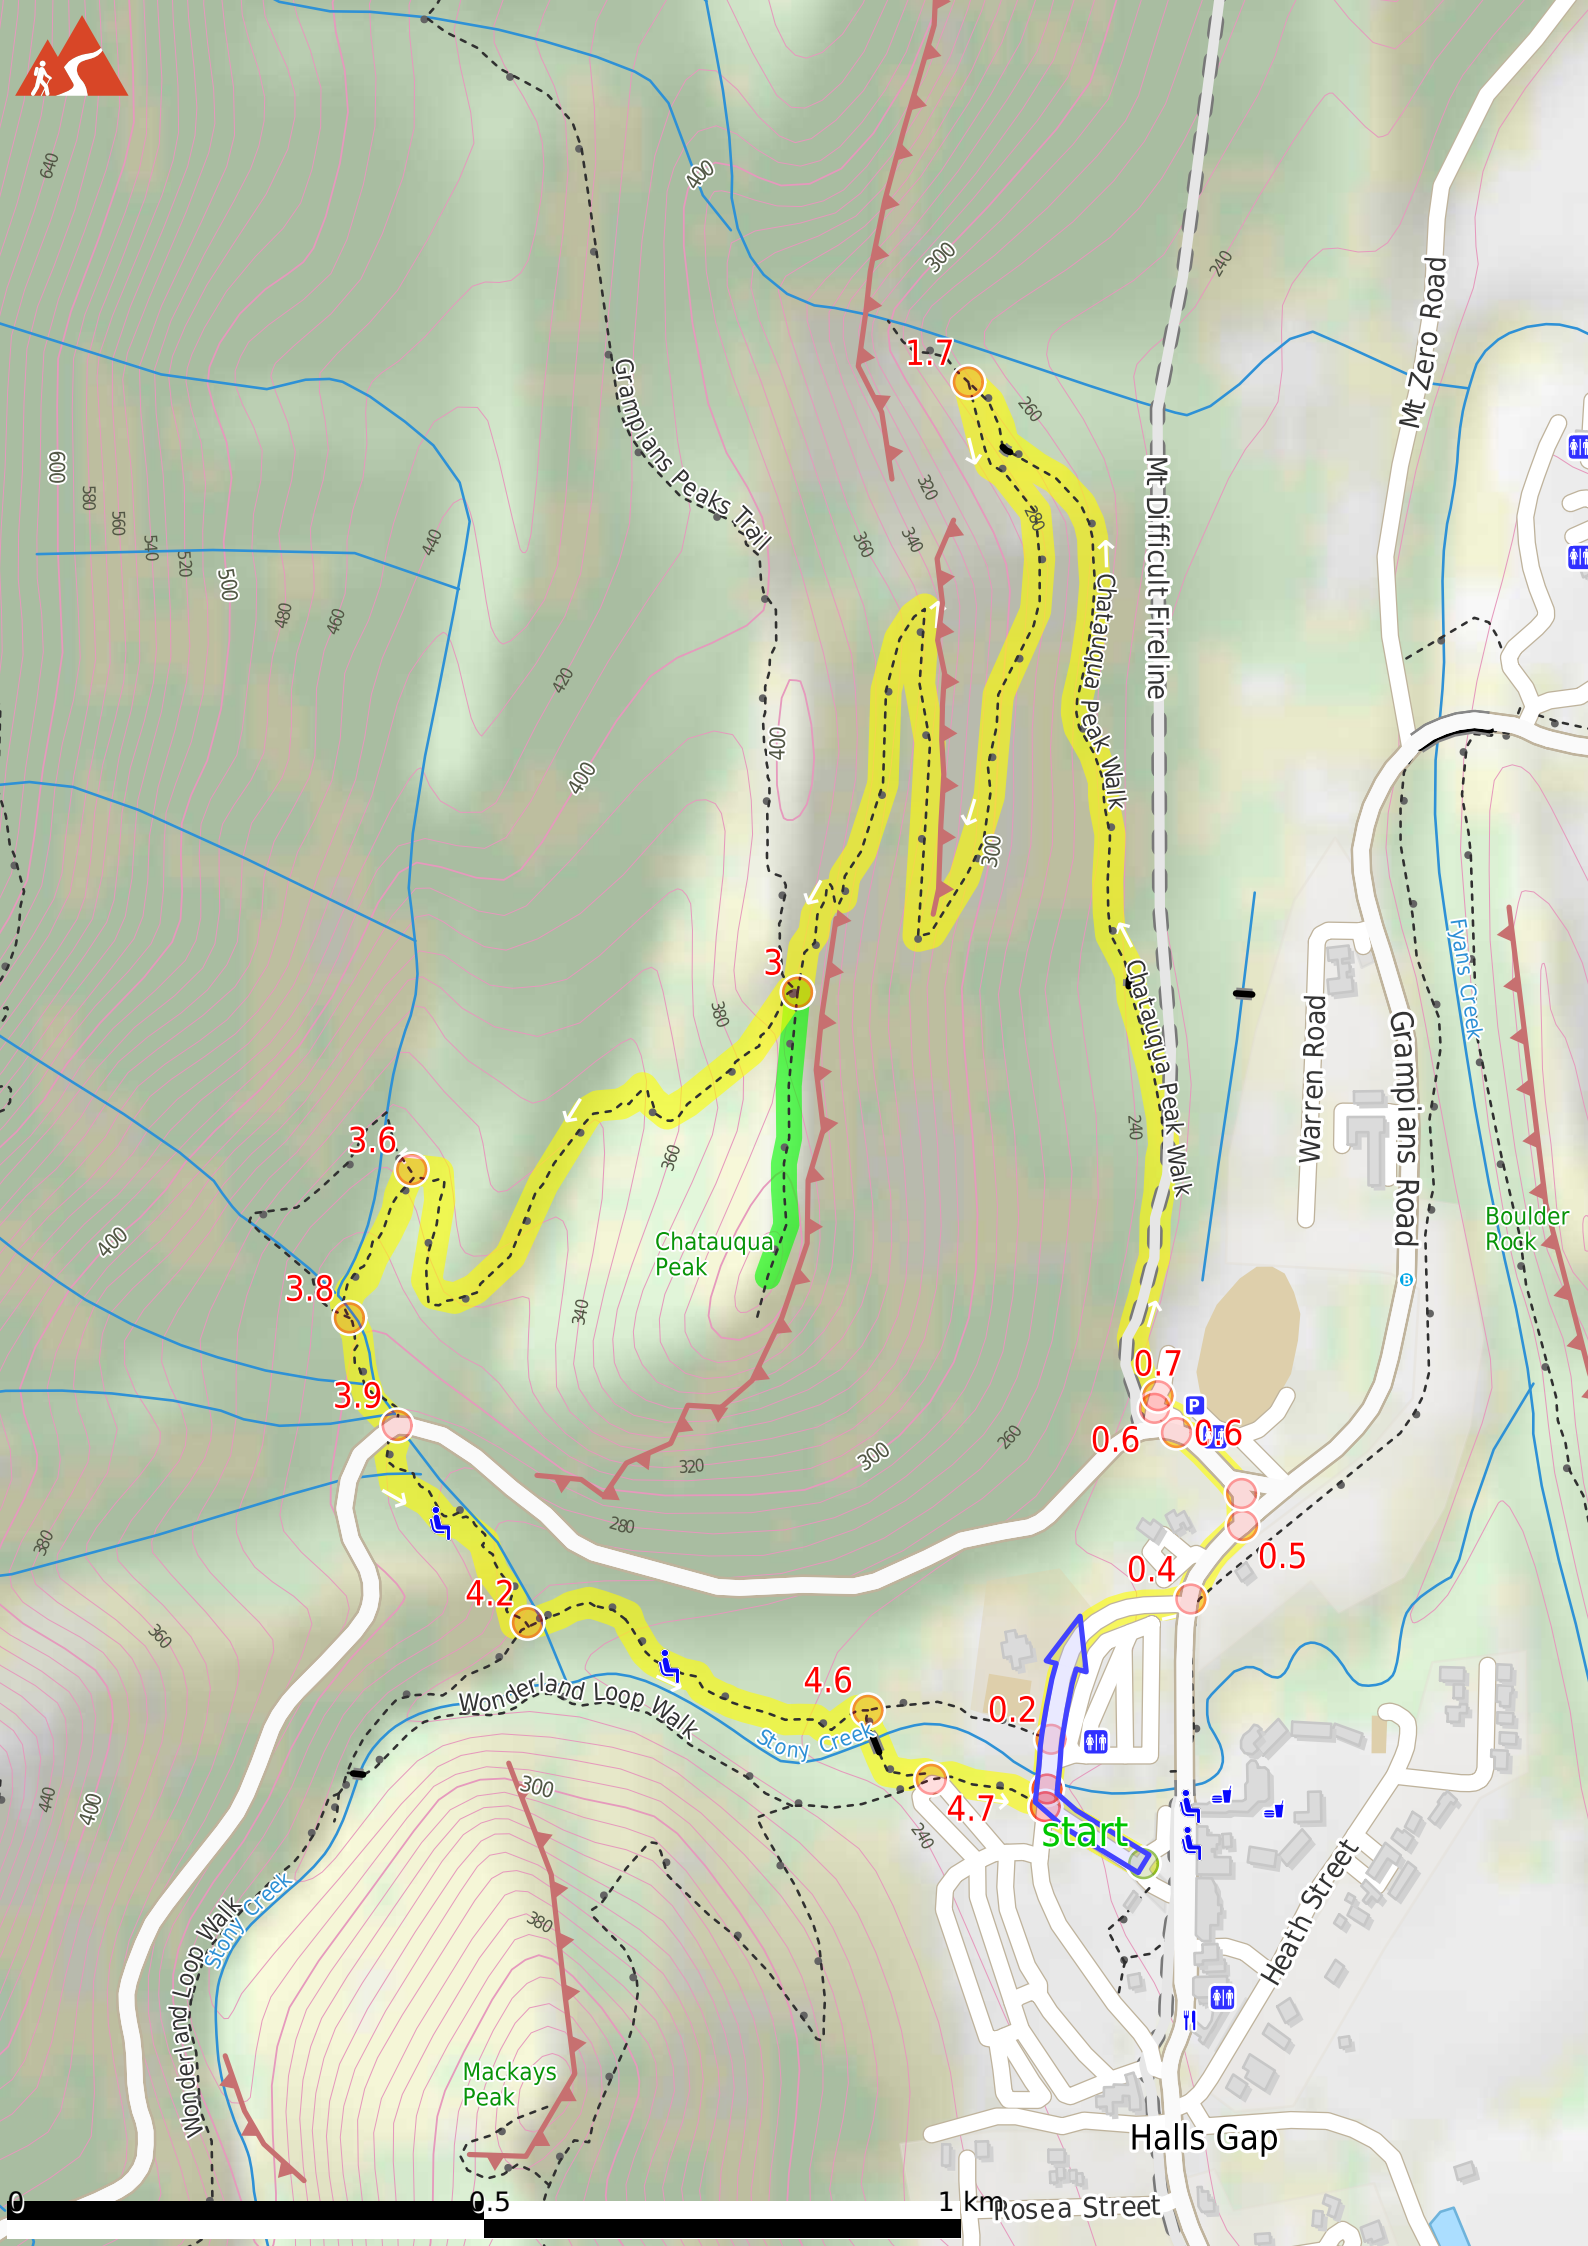 400
640
300
240
Mt Zero Road
1.7
Grampians Peaks Trail
260
600
580
560
540
520
500
480
460
440
320
340
360
280
Mt Difficult Fireline
Chatauqua Peak Walk
420
400
400
300
Fyans Creek
3
Chatauqua Peak Walk
380
Warren Road
Grampians Road
240
3.6
360
400
Chatauqua
Peak
Boulder
Rock
3.8
340
B
0.7
3.9
P
0.6
0.6
260
300
320
280
380
0.5
0.4
4.2
360
4.6
0.2
Wonderland Loop Walk
Stony Creek
300
440
400
4.7
start
240
Heath Street
Wonderland Loop Walk
Stony Creek
380
Mackays
Peak
Halls Gap
0
0.5
1 km
Rosea Street